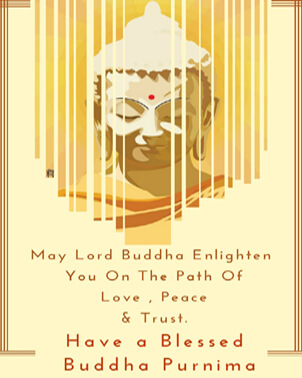 May Lord Buddha Enlighten
You On The Path Of
Love , Peace
& Trust.
Have a Blessed
Buddha Purnima